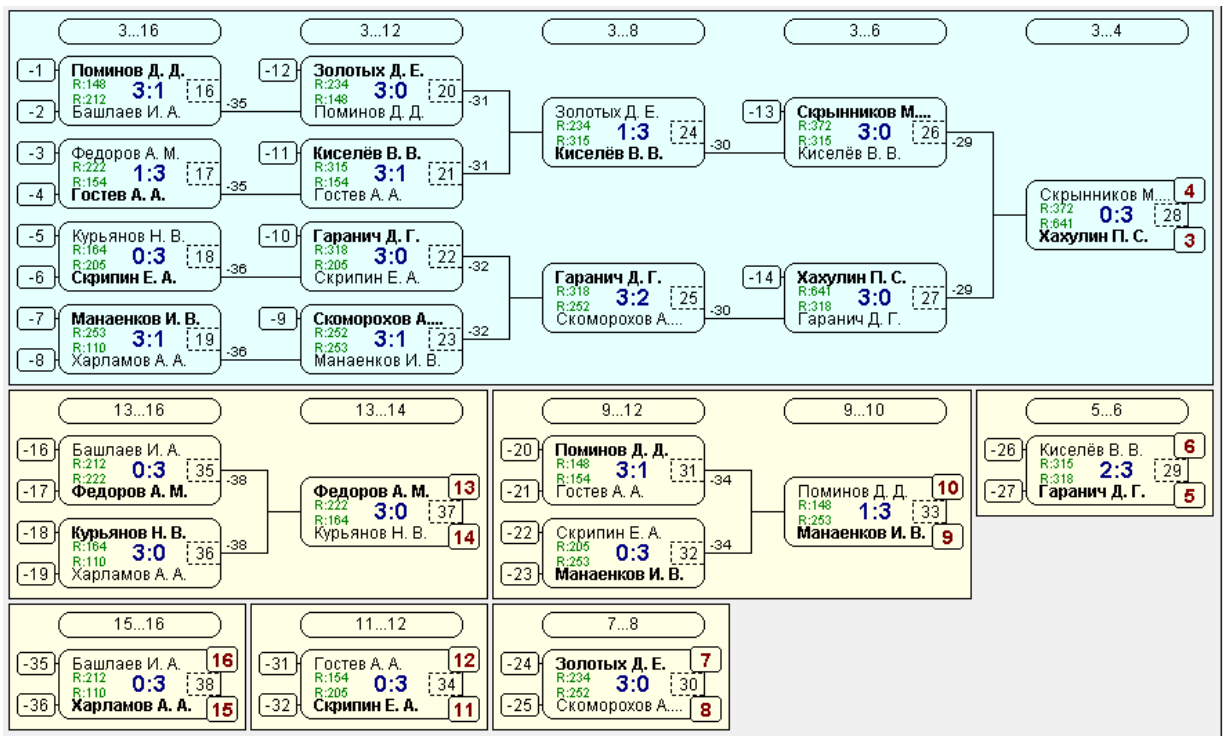 3...16 3...12 3...8 3...6 3...4
-1 Поминов Д. Д. R:148 3:1 R:212 16 -2 Башлаев И. А. -35
-12 Золотых Д. Е. R:234 3:0 R:148 20 Поминов Д. Д. -31
-3 Федоров А. М. R:222 1:3 R:154 17 -4 Гостев А. А. -35
-11 Киселёв В. В. R:315 3:1 R:154 21 Гостев А. А. -31
Золотых Д. Е. R:234 1:3 R:315 24 Киселёв В. В. -30
-13 Скрынников М.... R:372 3:0 R:315 26 Киселёв В. В. -29
-5 Курьянов Н. В. R:164 0:3 R:205 18 -6 Скрипин Е. А. -36
-10 Гаранич Д. Г. R:318 3:0 R:205 22 Скрипин Е. А. -32
-7 Манаенков И. В. R:253 3:1 R:110 19 -8 Харламов А. А. -36
-9 Скоморохов А.... R:252 3:1 R:253 23 Манаенков И. В. -32
Гаранич Д. Г. R:318 3:2 R:252 25 Скоморохов А.... -30
-14 Хахулин П. С. R:641 3:0 R:318 27 Гаранич Д. Г. -29
Скрынников М.... 4 R:372 0:3 R:641 28 Хахулин П. С. 3
13...16 13...14
-16 Башлаев И. А. R:212 0:3 R:222 35 -17 Федоров А. М. -38
-18 Курьянов Н. В. R:164 3:0 R:110 36 -19 Харламов А. А. -38
Федоров А. М. 13 R:222 3:0 R:164 37 Курьянов Н. В. 14
9...12 9...10
-20 Поминов Д. Д. R:148 3:1 R:154 31 -21 Гостев А. А. -34
-22 Скрипин Е. А. R:205 0:3 R:253 32 -23 Манаенков И. В. -34
Поминов Д. Д. 10 R:148 1:3 R:253 33 Манаенков И. В. 9
5...6
-26 Киселёв В. В. 6 R:315 2:3 R:318 29 -27 Гаранич Д. Г. 5
15...16
-35 Башлаев И. А. 16 R:212 0:3 R:110 38 -36 Харламов А. А. 15
11...12
-31 Гостев А. А. 12 R:154 0:3 R:205 34 -32 Скрипин Е. А. 11
7...8
-24 Золотых Д. Е. 7 R:234 3:0 R:252 30 -25 Скоморохов А.... 8